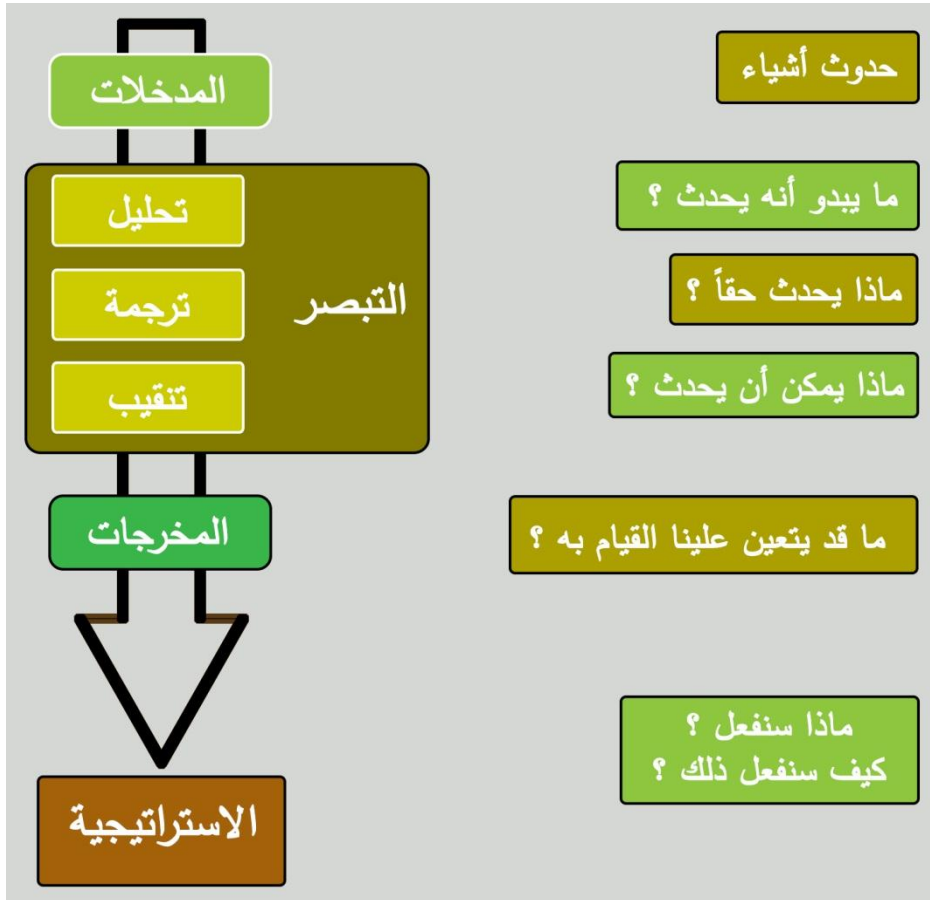 المدخلات
حدوث أشياء
تحليل
ما يبدو أنه يحدث ؟
التبصر
ترجمة
ماذا يحدث حقاً ؟
تنقيب
ماذا يمكن أن يحدث ؟
المخرجات
ما قد يتعين علينا القيام به ؟
الاستراتيجية
ماذا سنفعل ؟
كيف سنفعل ذلك ؟